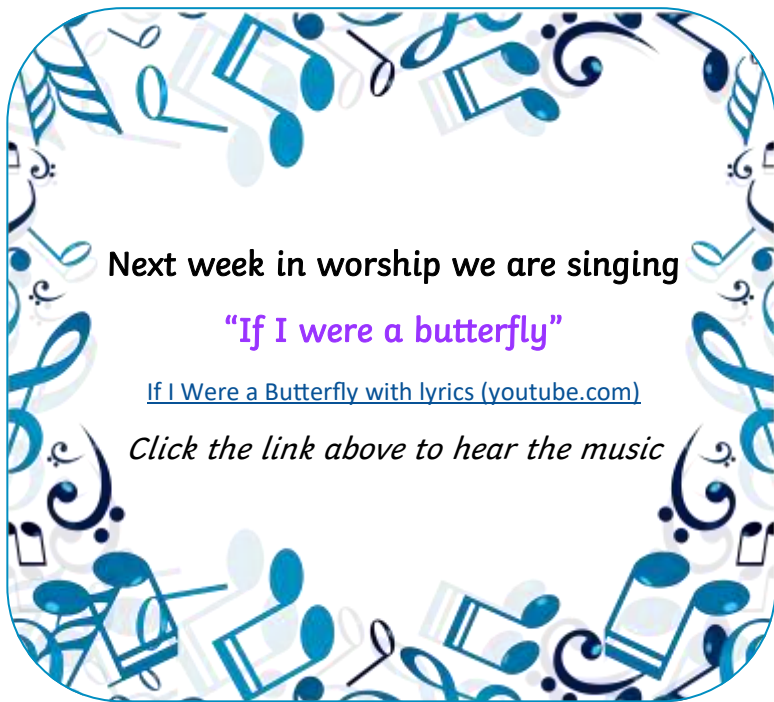 Next week in worship we are singing
“If I were a butterfly”
If I Were a Butterfly with lyrics (youtube.com)
Click the link above to hear the music